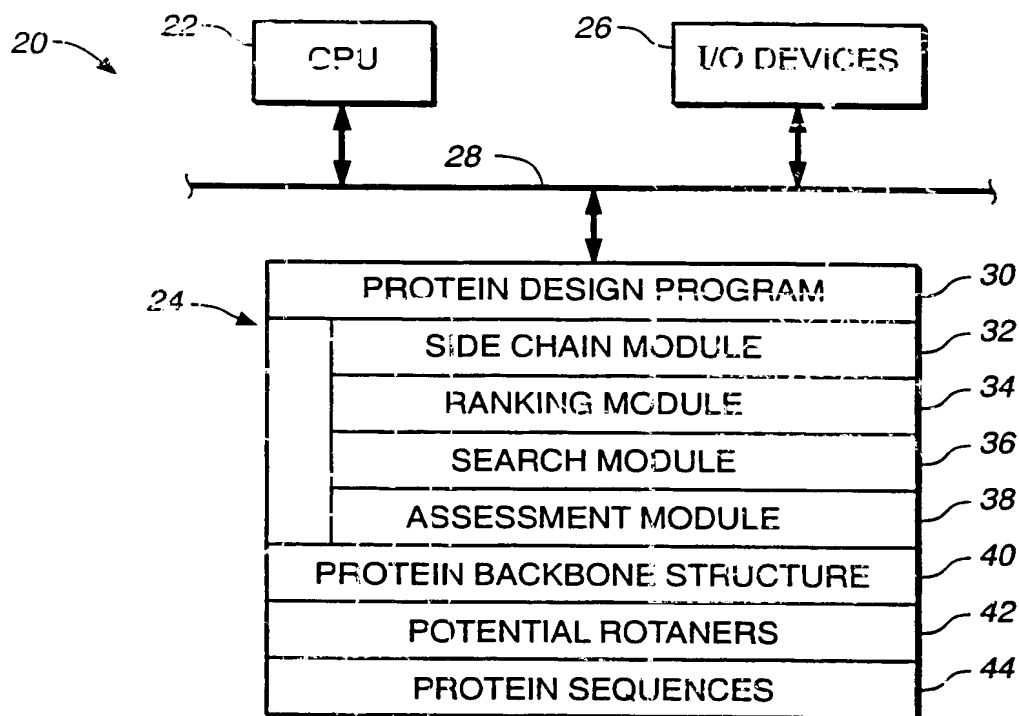 20
22
CPU
26
I/O DEVICES
28
24
PROTEIN DESIGN PROGRAM
30
SIDE CHAIN MODULE
32
RANKING MODULE
34
SEARCH MODULE
36
ASSESSMENT MODULE
38
PROTEIN BACKBONE STRUCTURE
40
POTENTIAL ROTANERS
42
PROTEIN SEQUENCES
44